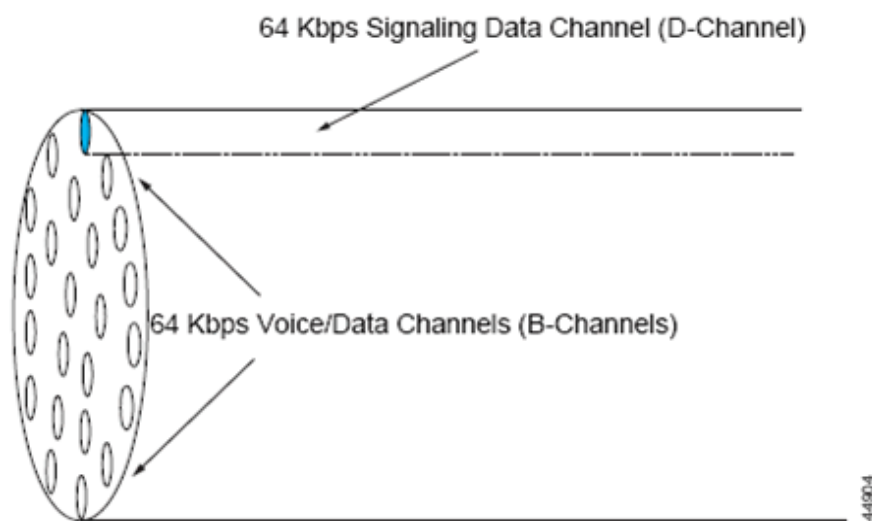 64 Kbps Signaling Data Channel (D-Channel)
64 Kbps Voice/Data Channels (B-Channels)
44904